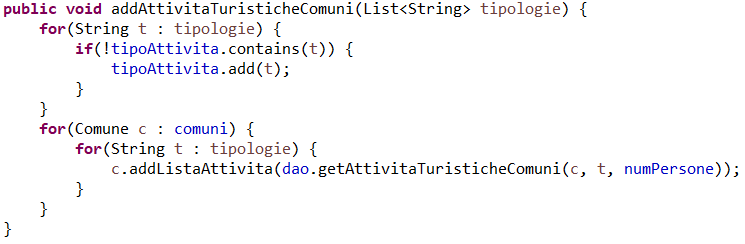 public void addAttivitaTuristicheComuni(List<String> tipologie) {
    for(String t : tipologie) {
        if(!tipoAttivita.contains(t)) {
            tipoAttivita.add(t);
        }
    }
    for(Comune c : comuni) {
        for(String t : tipologie) {
            c.addListaAttivita(dao.getAttivitaTuristicheComuni(c, t, numPersone));
        }
    }
}